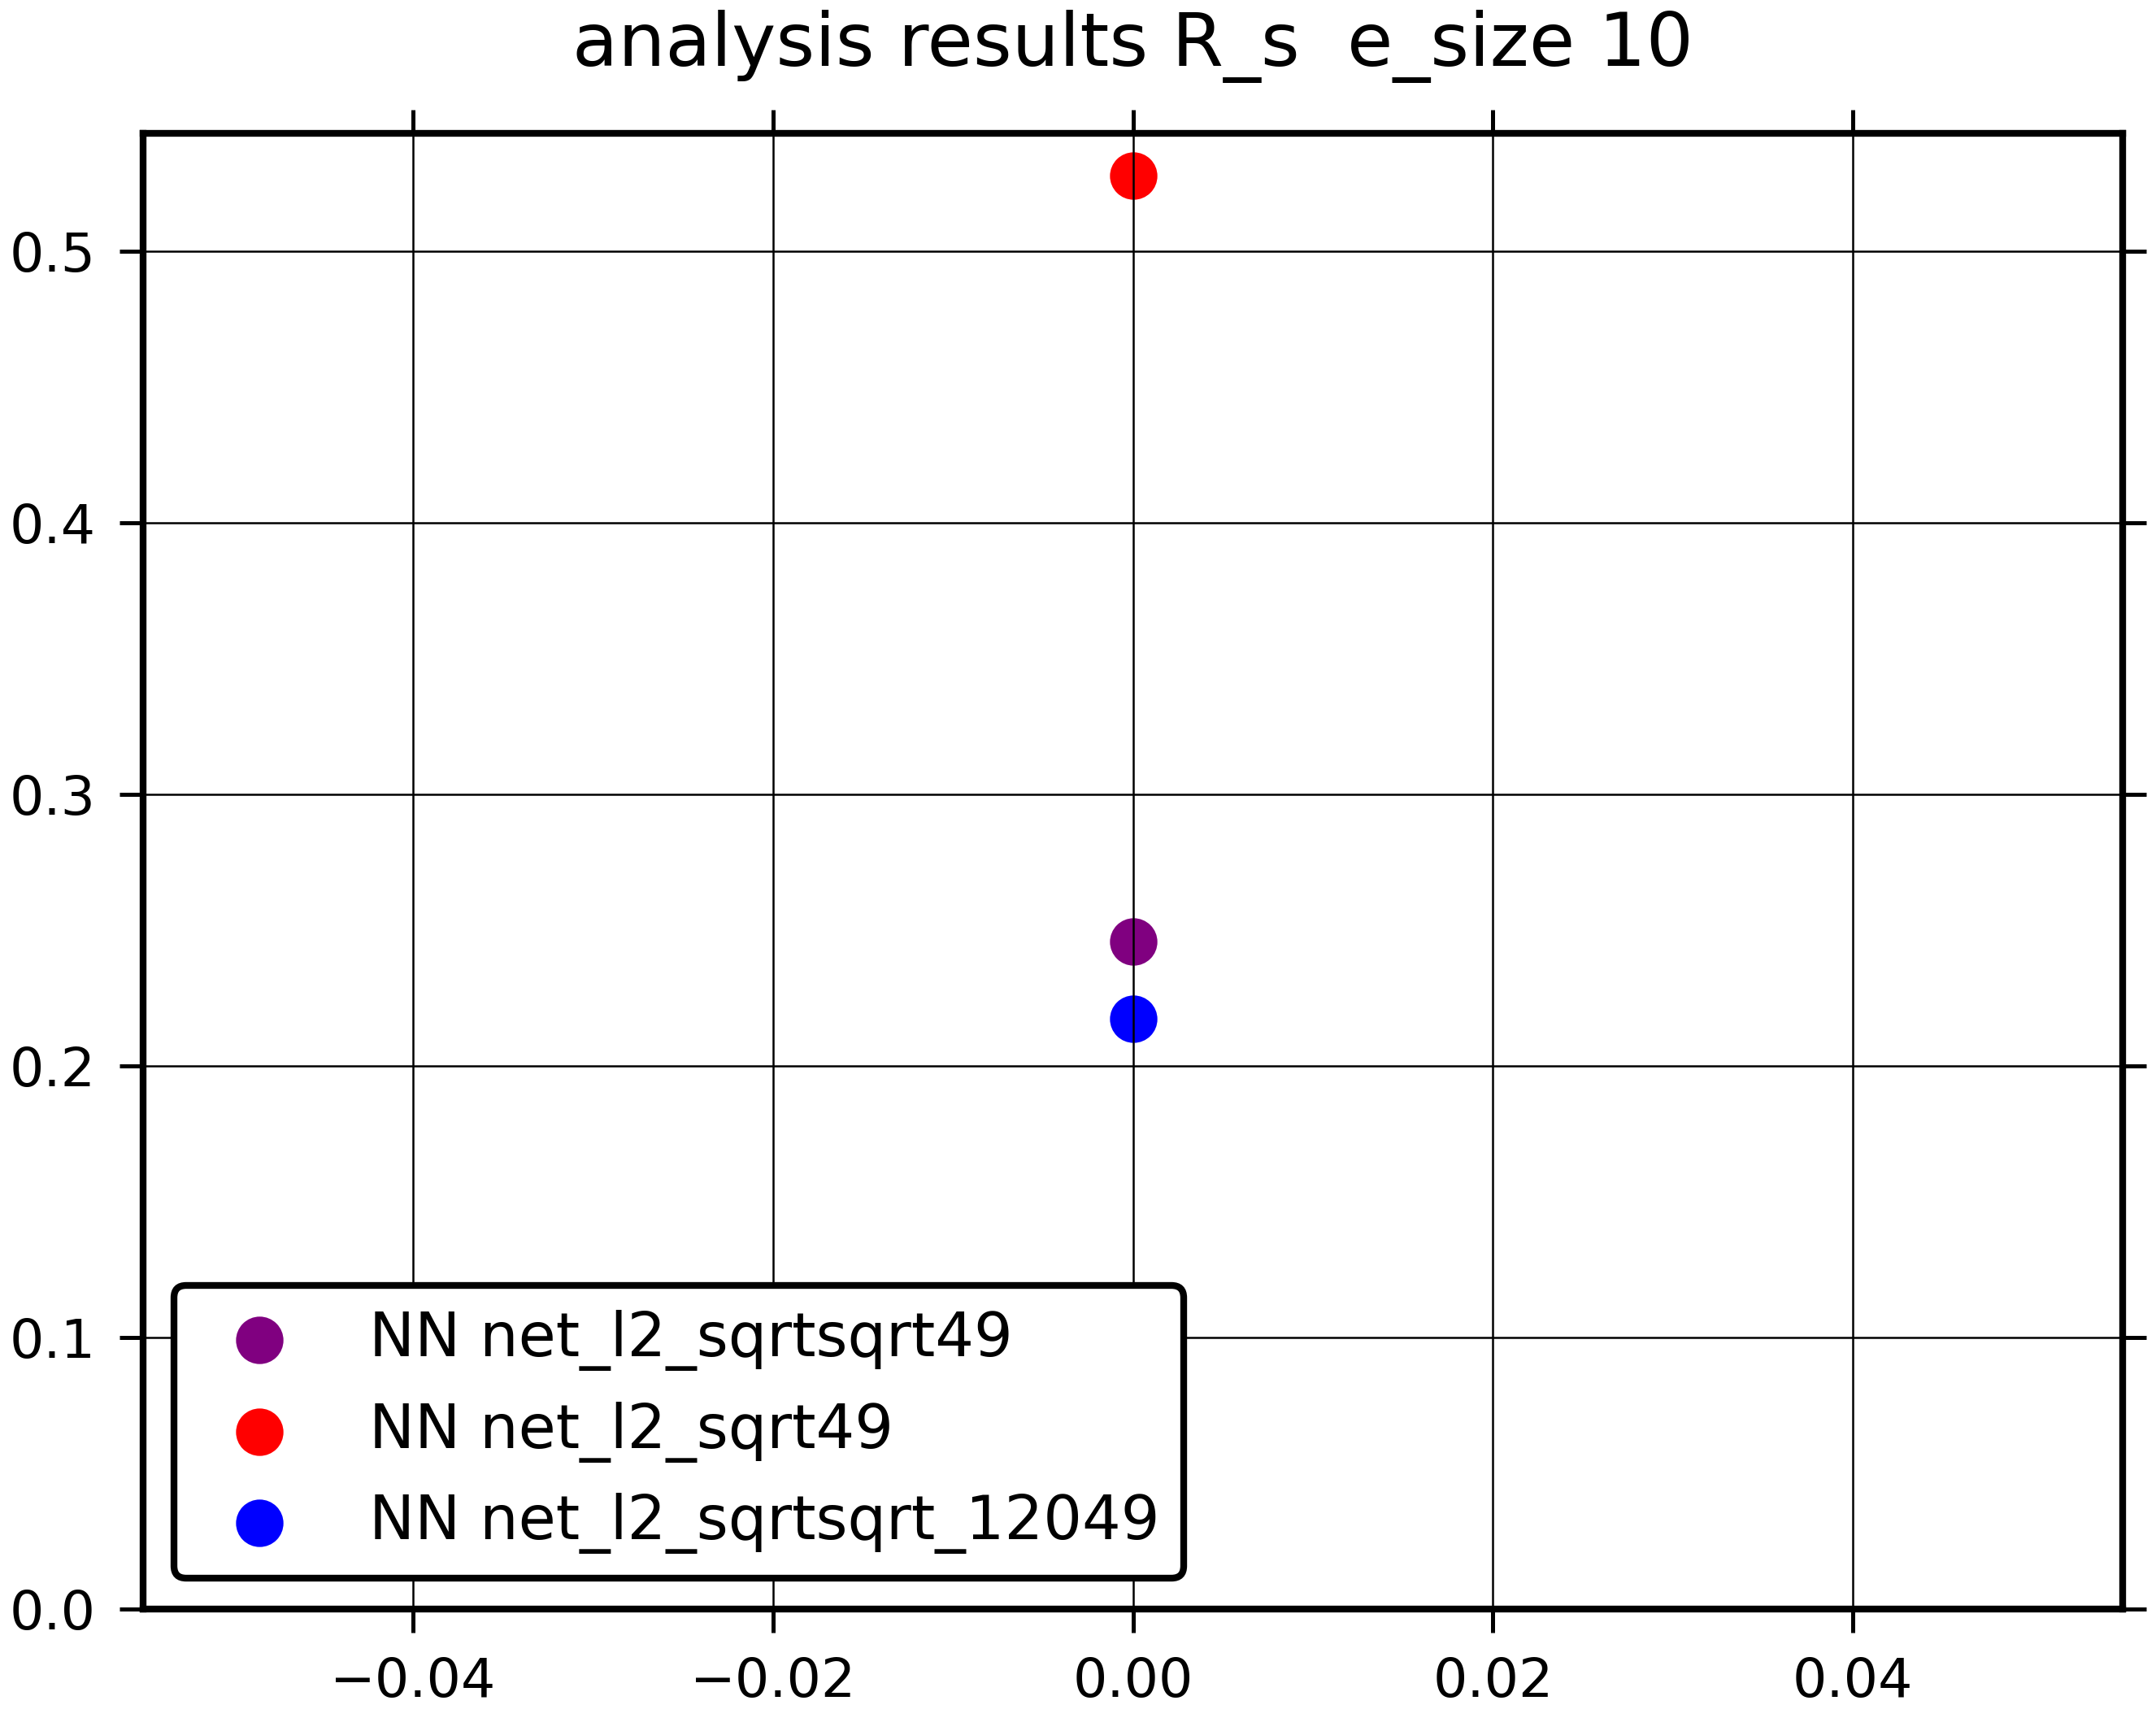 analysis results R_s   e_size 10
0.5
0.4
0.3
0.2
0.1
0.0
NN net_l2_sqrtsqrt49
NN net_l2_sqrt49
NN net_l2_sqrtsqrt_12049
−0.04 −0.02 0.00 0.02 0.04